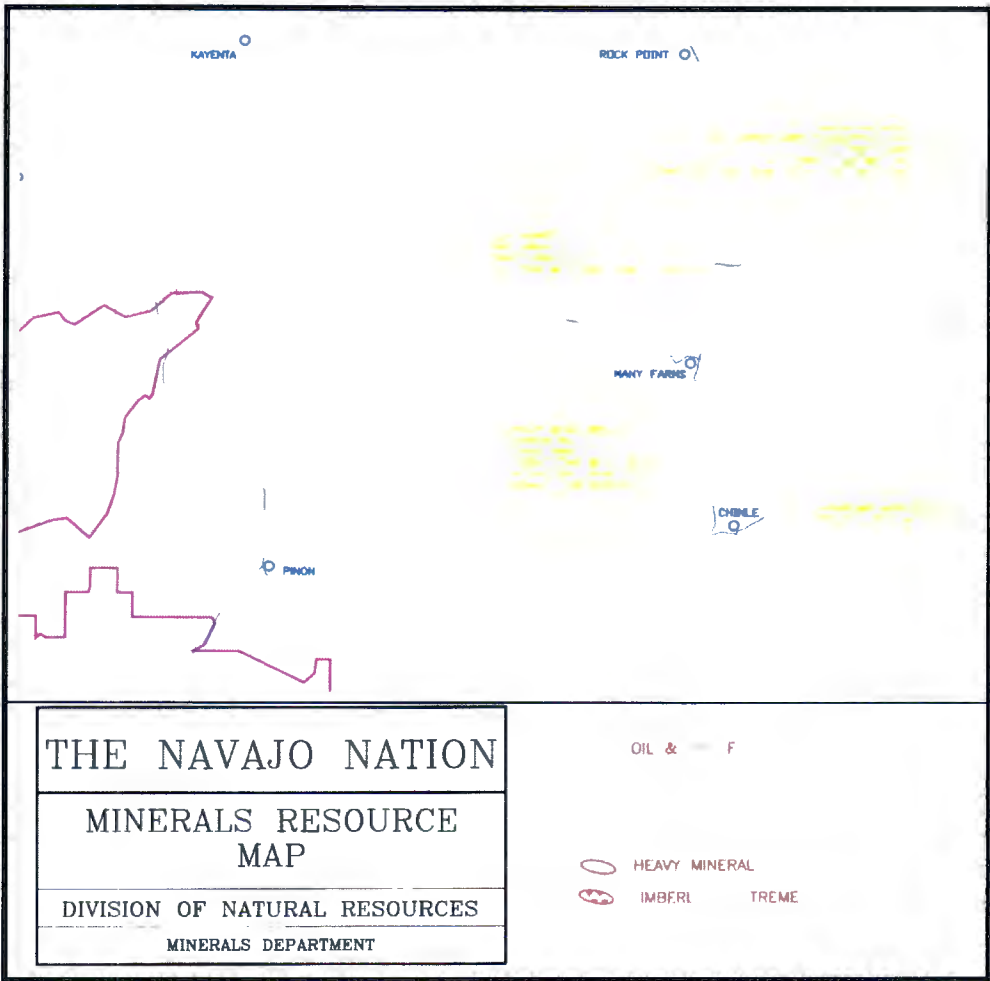 KAYENTA
ROCK POINT
MANY FARMS
CHINLE
PINON
THE NAVAJO NATION
MINERALS RESOURCE
MAP
DIVISION OF NATURAL RESOURCES
MINERALS DEPARTMENT
OIL & F
HEAVY MINERAL